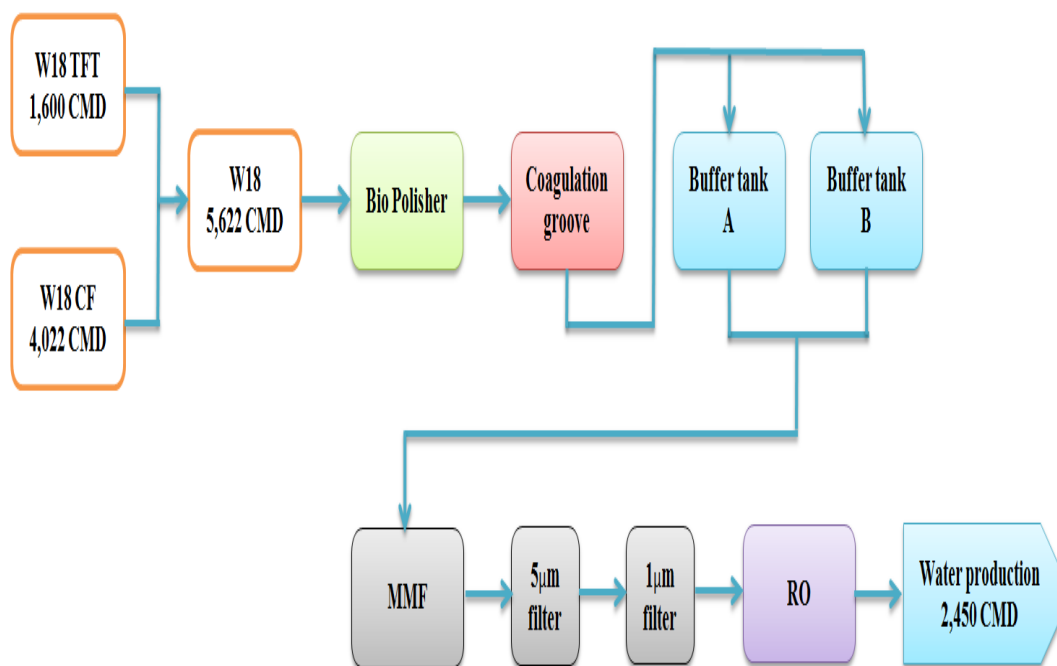 W18 TFT
1,600 CMD
W18 CF
4,022 CMD
W18
5,622 CMD
Bio Polisher
Coagulation
groove
Buffer tank
A
Buffer tank
B
MMF
5μm
filter
1μm
filter
RO
Water production
2,450 CMD